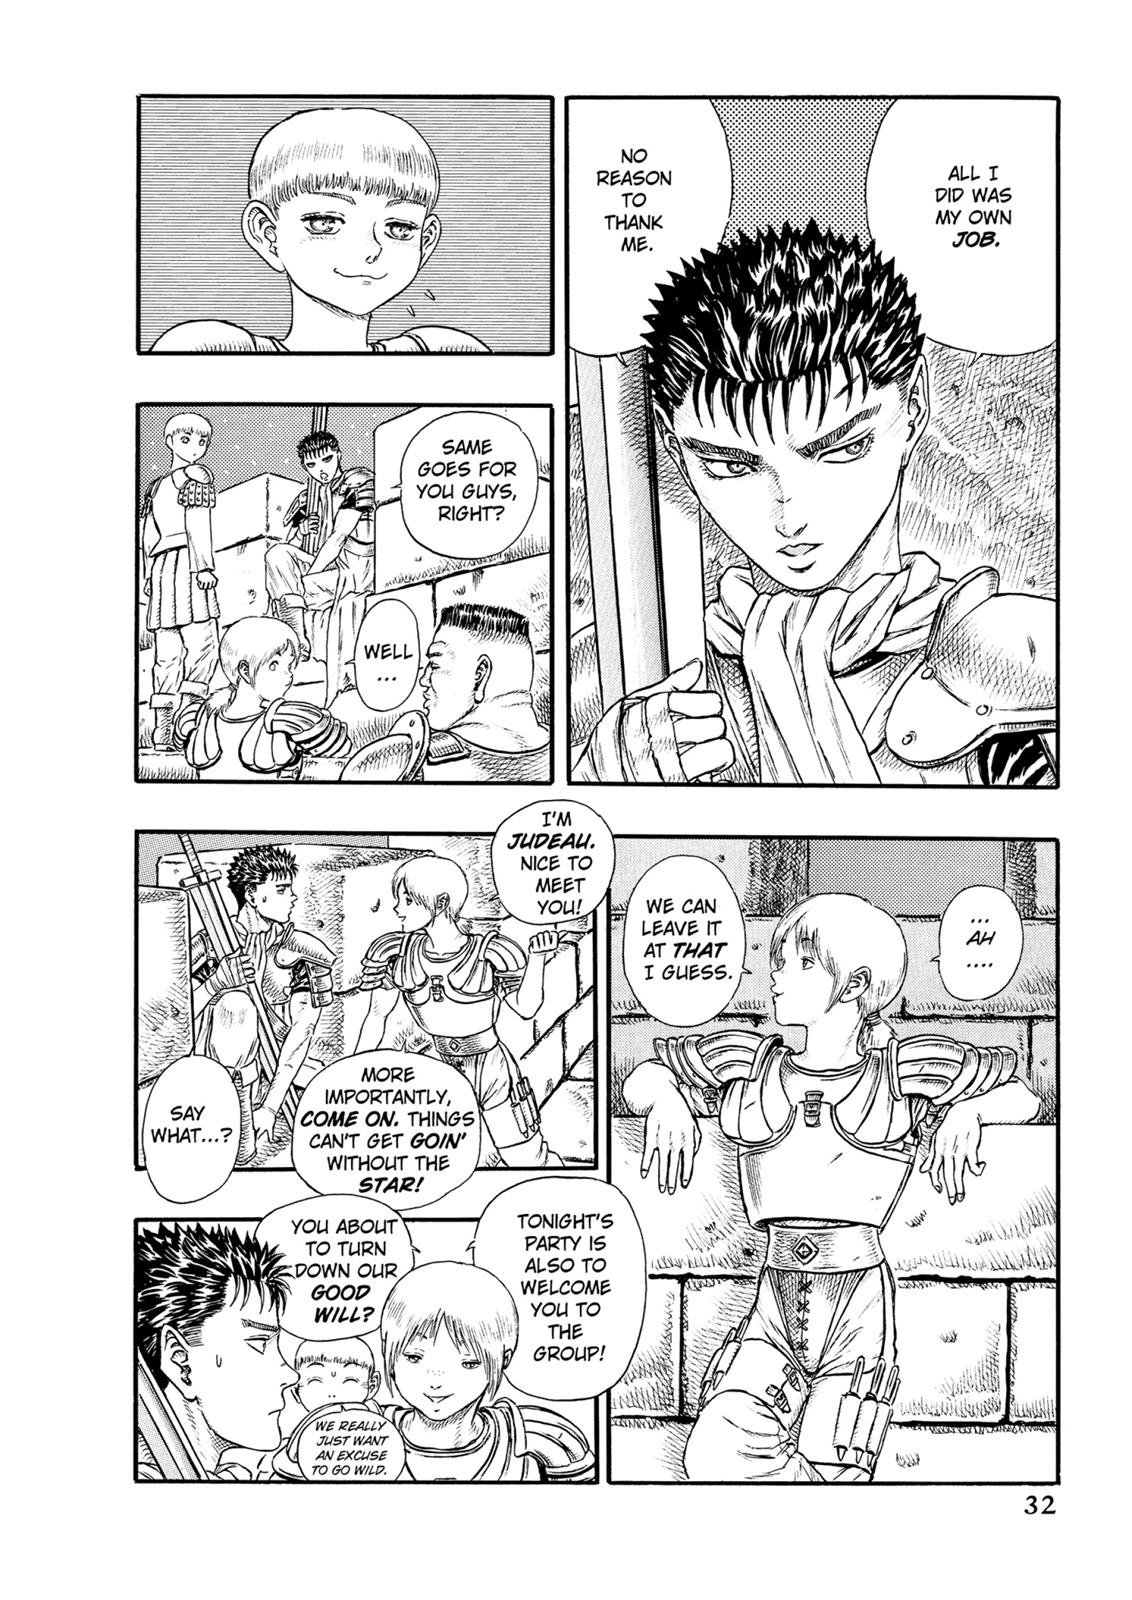 ALL I
DID WAS
MY OWN
JOB.
NO
REASON
TO
THANK
ME.
SAME
GOES FOR
YOU GUYS,
RIGHT?
WELL
...
...
AH
....
WE CAN
LEAVE IT
AT THAT
I GUESS.
I'M
JUDEAU.
NICE TO
MEET
YOU!
MORE
IMPORTANTLY,
COME ON. THINGS
CAN'T GET GOIN'
WITHOUT THE
STAR!
SAY
WHAT...?
TONIGHT'S
PARTY IS
ALSO TO
WELCOME
YOU TO
THE
GROUP!
YOU ABOUT
TO TURN
DOWN OUR
GOOD
WILL?
WE REALLY
JUST WANT
AN EXCUSE
TO GO WILD.
32